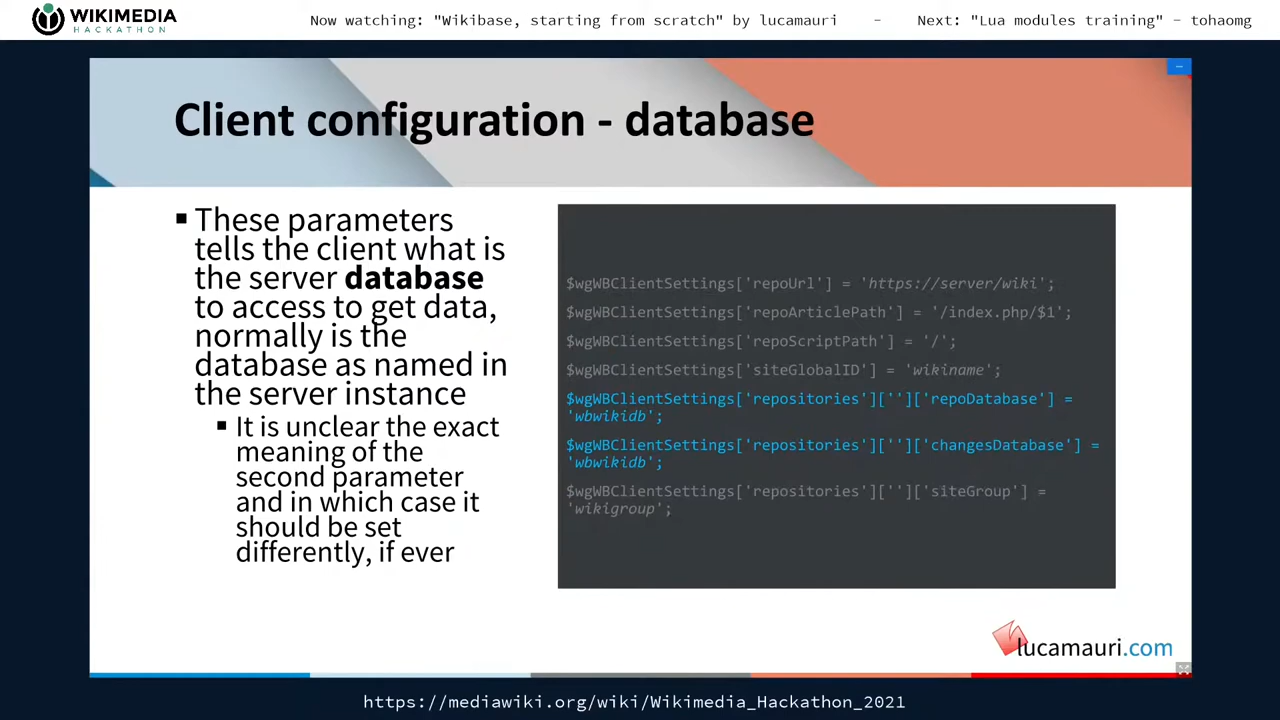 WIKIMEDIA
HACKATHON
Now watching: "Wikibase, starting from scratch" by lucamauri - Next: "Lua modules training" - tohaomg
Client configuration - database
These parameters
tells the client what is
the server database
to access to get data,
normally is the
database as named in
the server instance
It is unclear the exact
meaning of the
second parameter
and in which case it
should be set
differently, if ever
$wgWBClientSettings['repoUrl'] = 'https://server/wiki';
$wgWBClientSettings['repoArticlePath'] = '/index.php/$1';
$wgWBClientSettings['repoScriptPath'] = '/';
$wgWBClientSettings['siteGlobalID'] = 'wikiname';
$wgWBClientSettings['repositories']['']['repoDatabase'] =
'wbwikidb';
$wgWBClientSettings['repositories']['']['changesDatabase'] =
'wbwikidb';
$wgWBClientSettings['repositories']['']['siteGroup'] =
'wikigroup';
lucamauri.com
https://mediawiki.org/wiki/Wikimedia_Hackathon_2021